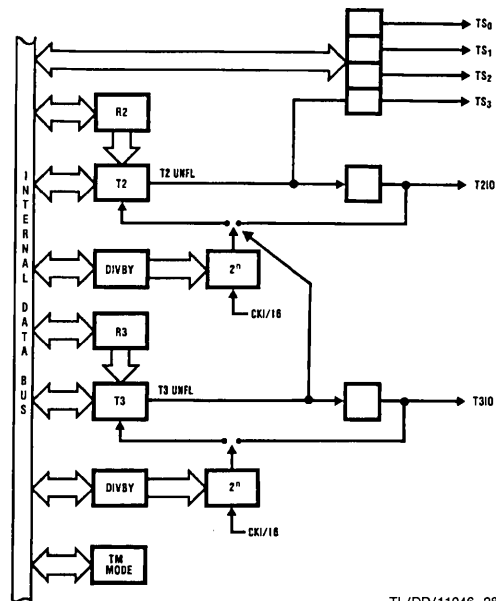 TS0
TS1
TS2
TS3
R2
T2
T2 UNFL
T2IO
DIVBY
2ⁿ
CKI/16
INTERNAL DATA BUS
R3
T3
T3 UNFL
T3IO
DIVBY
2ⁿ
CKI/16
TM
MODE